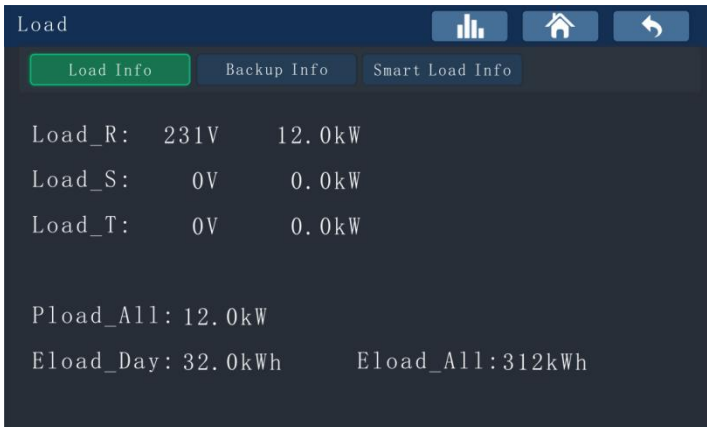 Load
Load Info Backup Info Smart Load Info
Load_R: 231V 12.0kW
Load_S: 0V 0.0kW
Load_T: 0V 0.0kW
Pload_All: 12.0kW
Eload_Day: 32.0kWh Eload_All: 312kWh